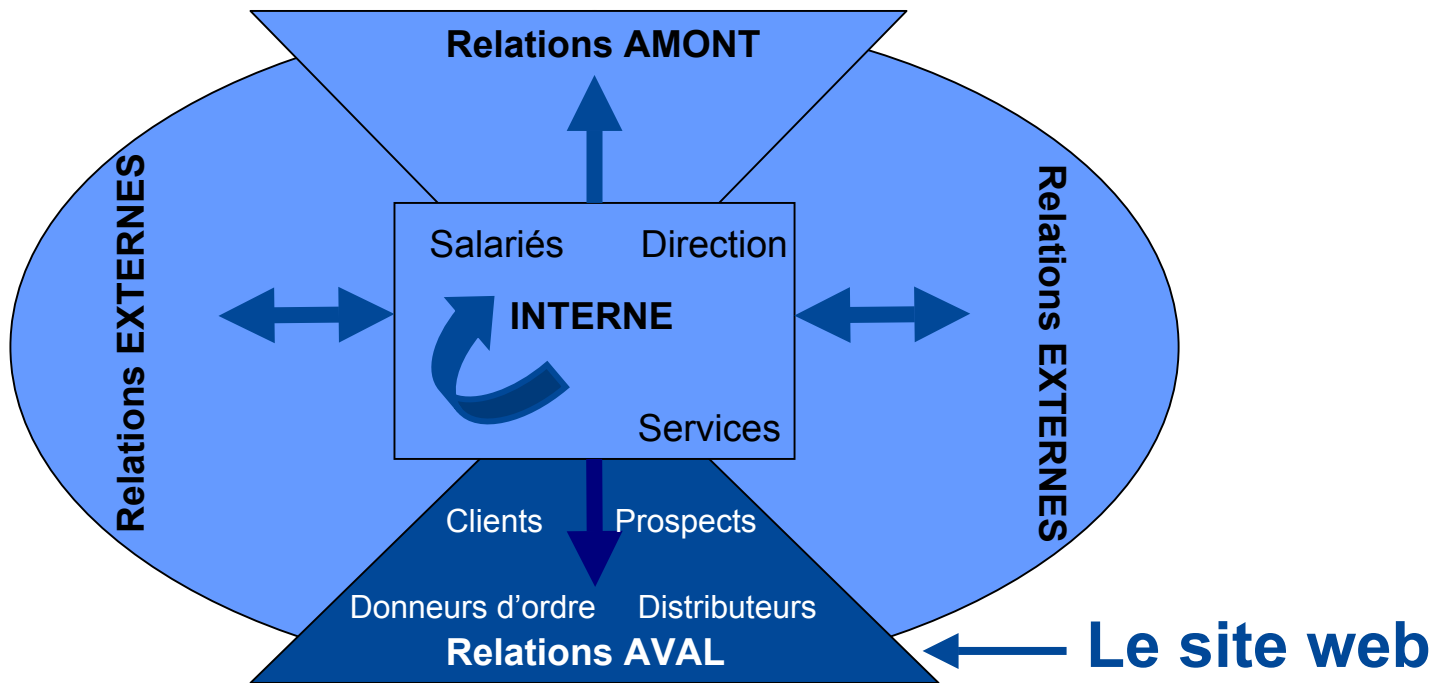 Relations AMONT
Relations EXTERNES
Relations EXTERNES
Salariés Direction
INTERNE
Services
Clients Prospects
Donneurs d’ordre Distributeurs
Relations AVAL
Le site web